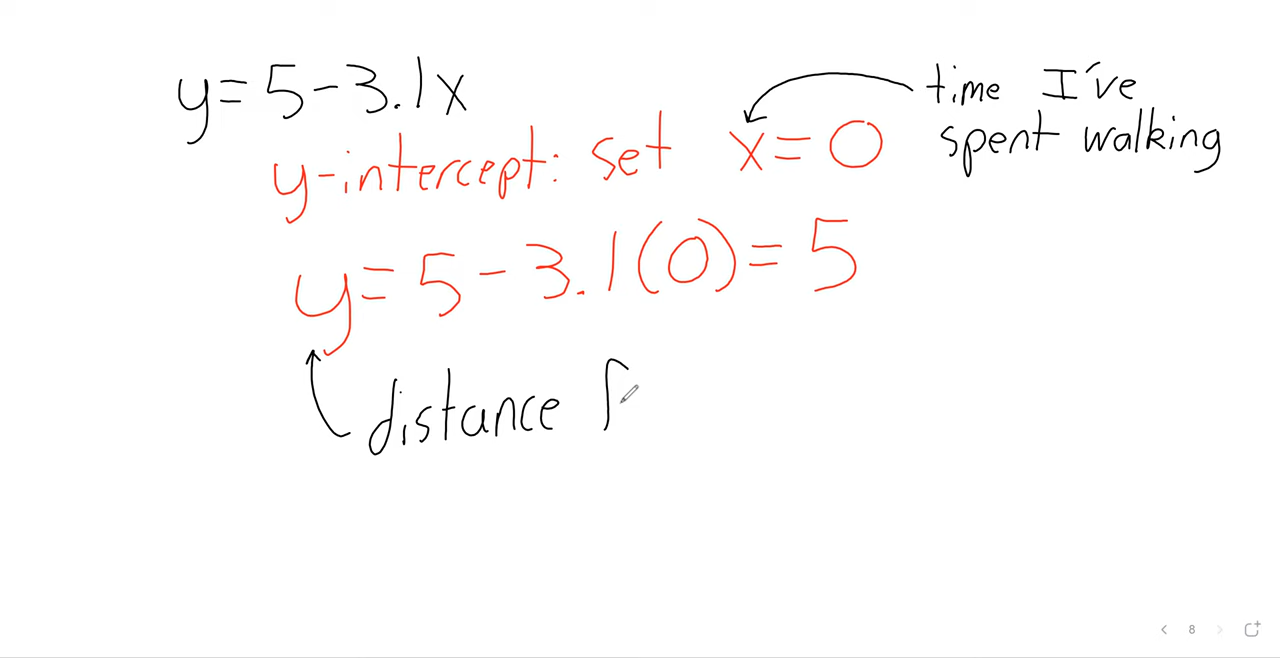 y = 5 - 3.1x
time I've
spent walking
y-intercept: set x = 0
y = 5 - 3.1(0) = 5
distance f
8